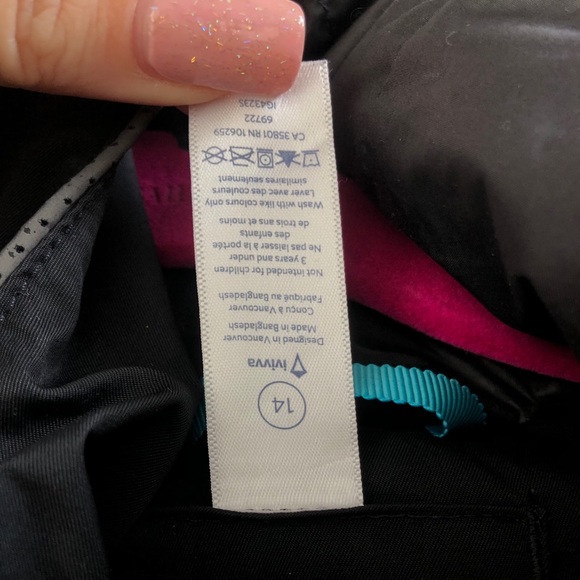 14
ivivva
Designed in Vancouver
Made in Bangladesh
Conçu à Vancouver
Fabriqué au Bangladesh
Not intended for children
3 years and under
Ne pas laisser à la portée
des enfants
de trois ans et moins
Wash with like colours only
Laver avec des couleurs
similaires seulement
CA 35801 RN 106259
69722
IG4323S